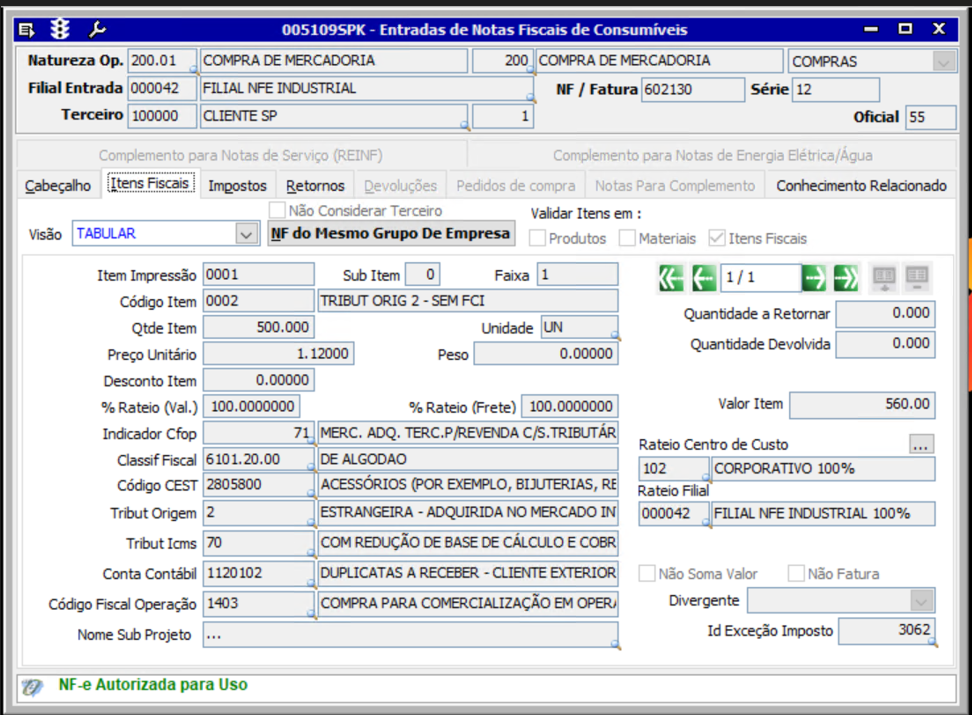 005109SPK - Entradas de Notas Fiscais de Consumíveis
Natureza Op. 200.01 COMPRA DE MERCADORIA 200 COMPRA DE MERCADORIA COMPRAS
Filial Entrada 000042 FILIAL NFE INDUSTRIAL NF / Fatura 602130 Série 12
Terceiro 100000 CLIENTE SP 1 Oficial 55
Complemento para Notas de Serviço (REINF) Complemento para Notas de Energia Elétrica/Água
Cabeçalho Itens Fiscais Impostos Retornos Devoluções Pedidos de compra Notas Para Complemento Conhecimento Relacionado
Não Considerar Terceiro Validar Itens em :
Visão TABULAR NF do Mesmo Grupo De Empresa Produtos Materiais Itens Fiscais
Item Impressão 0001 Sub Item 0 Faixa 1 1 / 1
Código Item 0002 TRIBUT ORIG 2 - SEM FCI
Quantidade a Retornar 0.000
Qtde Item 500.000 Unidade UN
Quantidade Devolvida 0.000
Preço Unitário 1.12000 Peso 0.00000
Desconto Item 0.00000
% Rateio (Val.) 100.0000000 % Rateio (Frete) 100.0000000 Valor Item 560.00
Indicador Cfop 71 MERC. ADQ. TERC.P/REVENDA C/S.TRIBUTÁR
Rateio Centro de Custo ...
Classif Fiscal 6101.20.00 DE ALGODAO 102 CORPORATIVO 100%
Código CEST 2805800 ACESSÓRIOS (POR EXEMPLO, BIJUTERIAS, RE
Rateio Filial
Tribut Origem 2 ESTRANGEIRA - ADQUIRIDA NO MERCADO IN 000042 FILIAL NFE INDUSTRIAL 100%
Tribut Icms 70 COM REDUÇÃO DE BASE DE CÁLCULO E COBR
Conta Contábil 1120102 DUPLICATAS A RECEBER - CLIENTE EXTERIOR Não Soma Valor Não Fatura
Código Fiscal Operação 1403 COMPRA PARA COMERCIALIZAÇÃO EM OPER Divergente
Nome Sub Projeto ... Id Exceção Imposto 3062
NF-e Autorizada para Uso